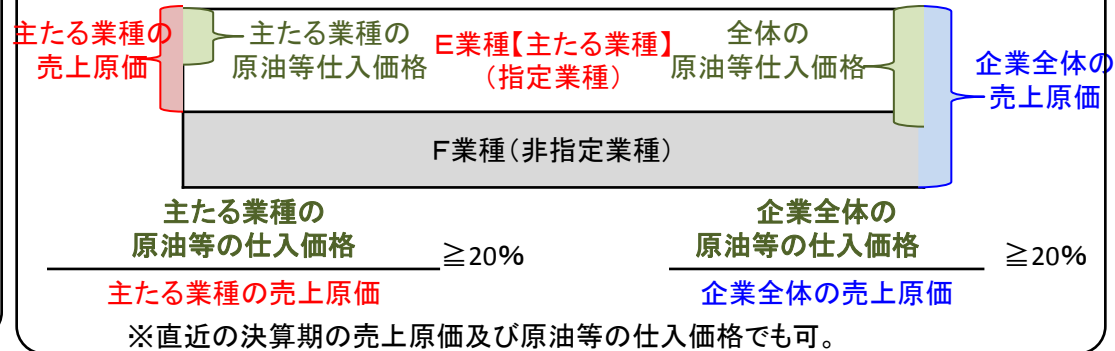 主たる業種の
売上原価
主たる業種の
原油等仕入価格
E業種【主たる業種】
(指定業種)
全体の
原油等仕入価格
企業全体の
売上原価
F業種(非指定業種)
主たる業種の
原油等の仕入価格
主たる業種の売上原価
≧20%
企業全体の
原油等の仕入価格
企業全体の売上原価
≧20%
※直近の決算期の売上原価及び原油等の仕入価格でも可。